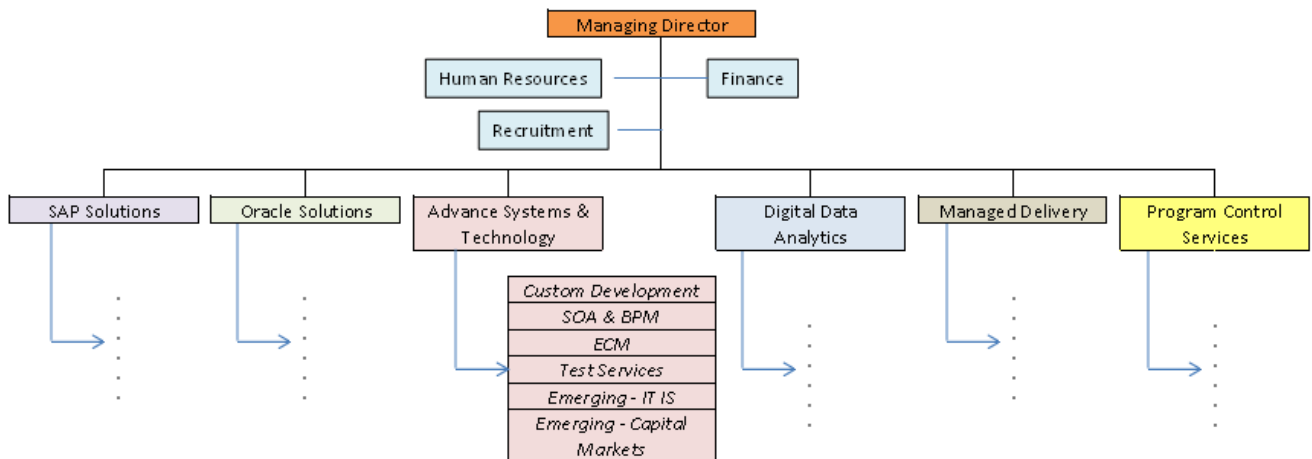 Managing Director
Human Resources
Finance
Recruitment
SAP Solutions
Oracle Solutions
Advance Systems &
Technology
Digital Data
Analytics
Managed Delivery
Program Control
Services
Custom Development
SOA & BPM
ECM
Test Services
Emerging - IT IS
Emerging - Capital
Markets